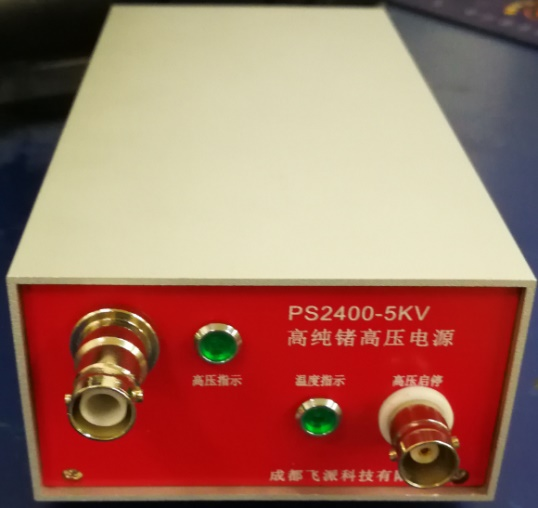 PS2400-5KV
高纯锗高压电源
高压指示
温度指示
高压启停
成都飞派科技有